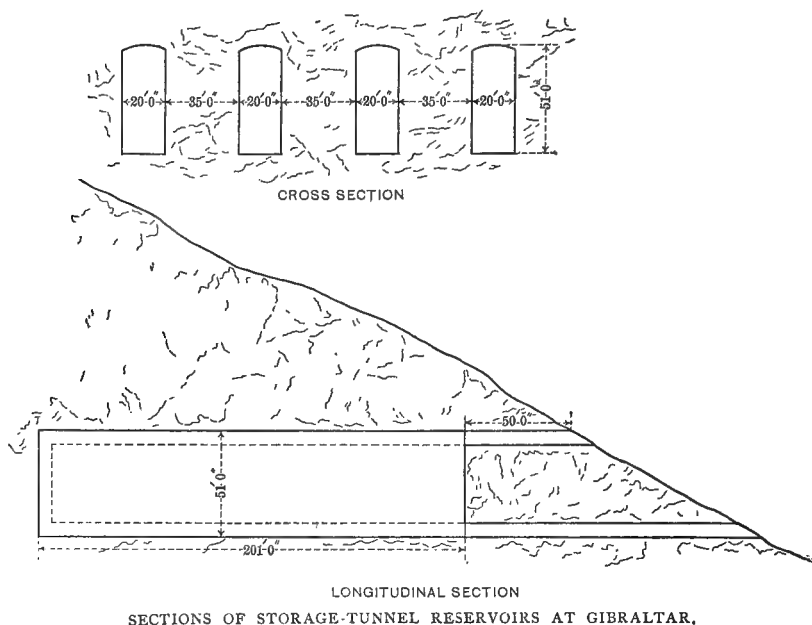 20'0" 35'0" 20'0" 35'0" 20'0" 35'0" 20'0"
51'0"
CROSS SECTION
50'0"
51'0"
201'0"
LONGITUDINAL SECTION
SECTIONS OF STORAGE-TUNNEL RESERVOIRS AT GIBRALTAR,